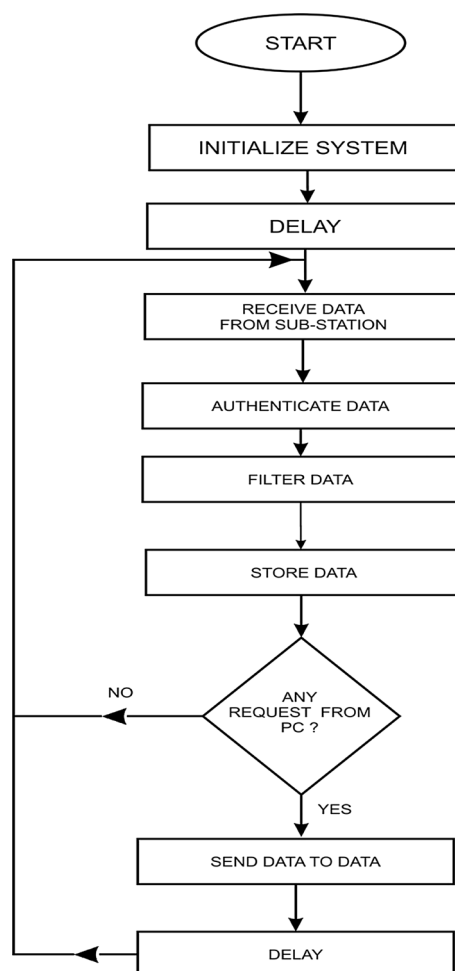 START
INITIALIZE SYSTEM
DELAY
RECEIVE DATA
FROM SUB-STATION
AUTHENTICATE DATA
FILTER DATA
STORE DATA
ANY
REQUEST FROM
PC ?
NO
YES
SEND DATA TO DATA
DELAY